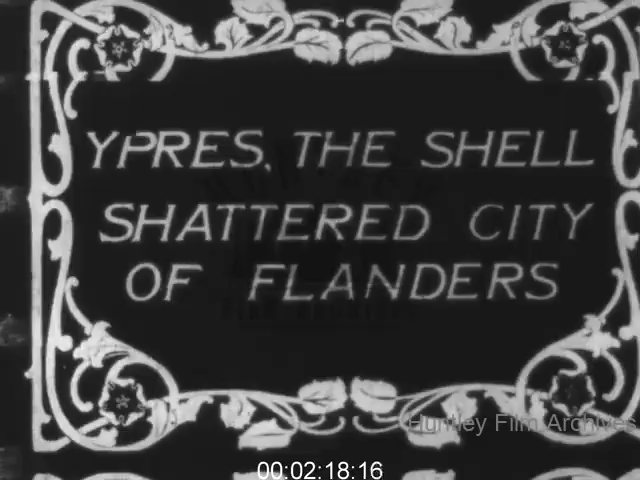 YPRES, THE SHELL
SHATTERED CITY
OF FLANDERS
Huntley Film Archives
00:02:18:16